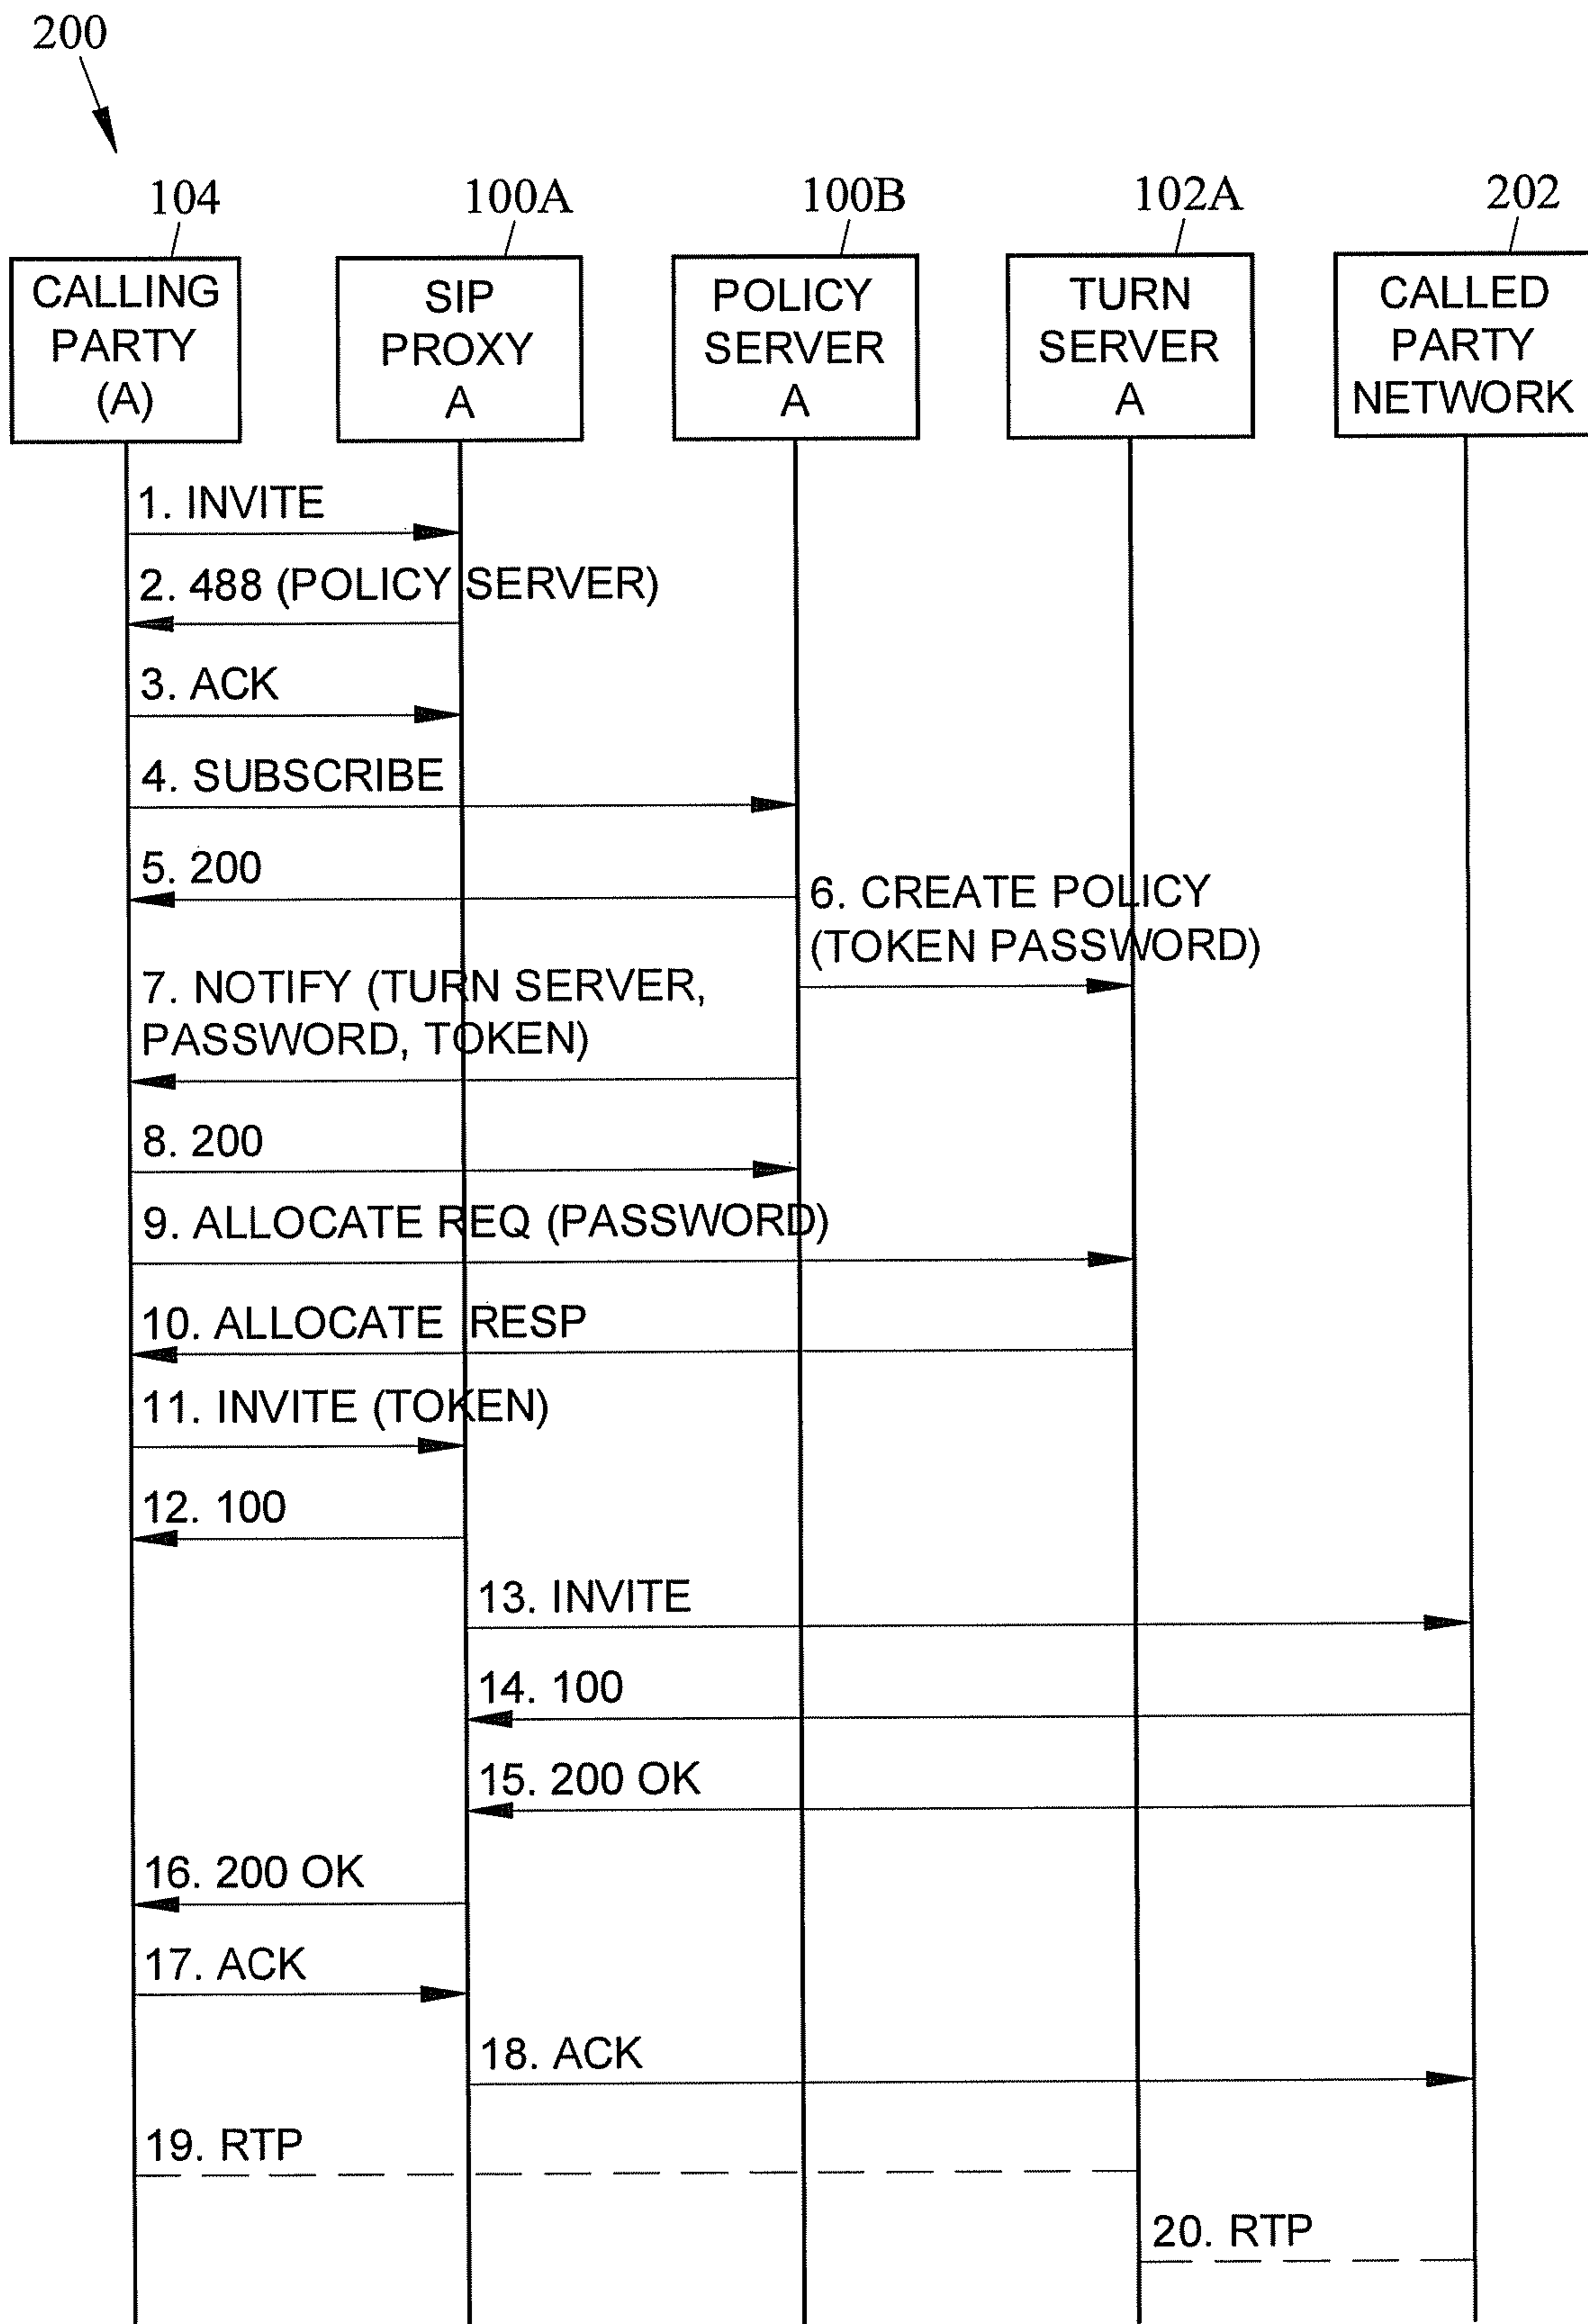 200
104
100A
100B
102A
202
CALLING
PARTY
(A)
SIP
PROXY
A
POLICY
SERVER
A
TURN
SERVER
A
CALLED
PARTY
NETWORK
1. INVITE
2. 488 (POLICY SERVER)
3. ACK
4. SUBSCRIBE
5. 200
6. CREATE POLICY
(TOKEN PASSWORD)
7. NOTIFY (TURN SERVER,
PASSWORD, TOKEN)
8. 200
9. ALLOCATE REQ (PASSWORD)
10. ALLOCATE RESP
11. INVITE (TOKEN)
12. 100
13. INVITE
14. 100
15. 200 OK
16. 200 OK
17. ACK
18. ACK
19. RTP
20. RTP